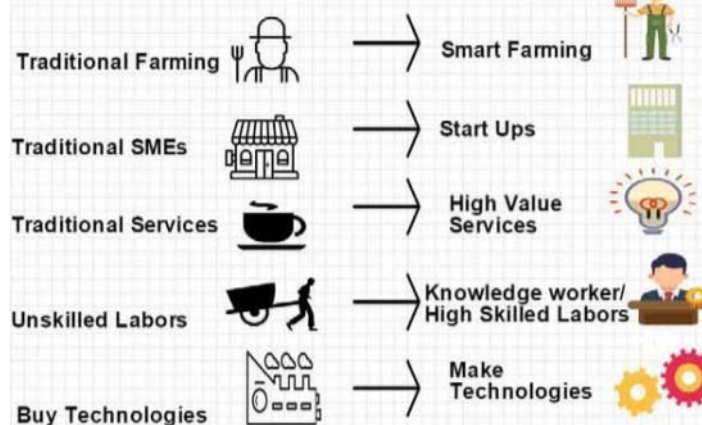 Traditional Farming
Smart Farming
Traditional SMEs
Start Ups
Traditional Services
High Value
Services
Unskilled Labors
Knowledge worker/
High Skilled Labors
Buy Technologies
Make
Technologies